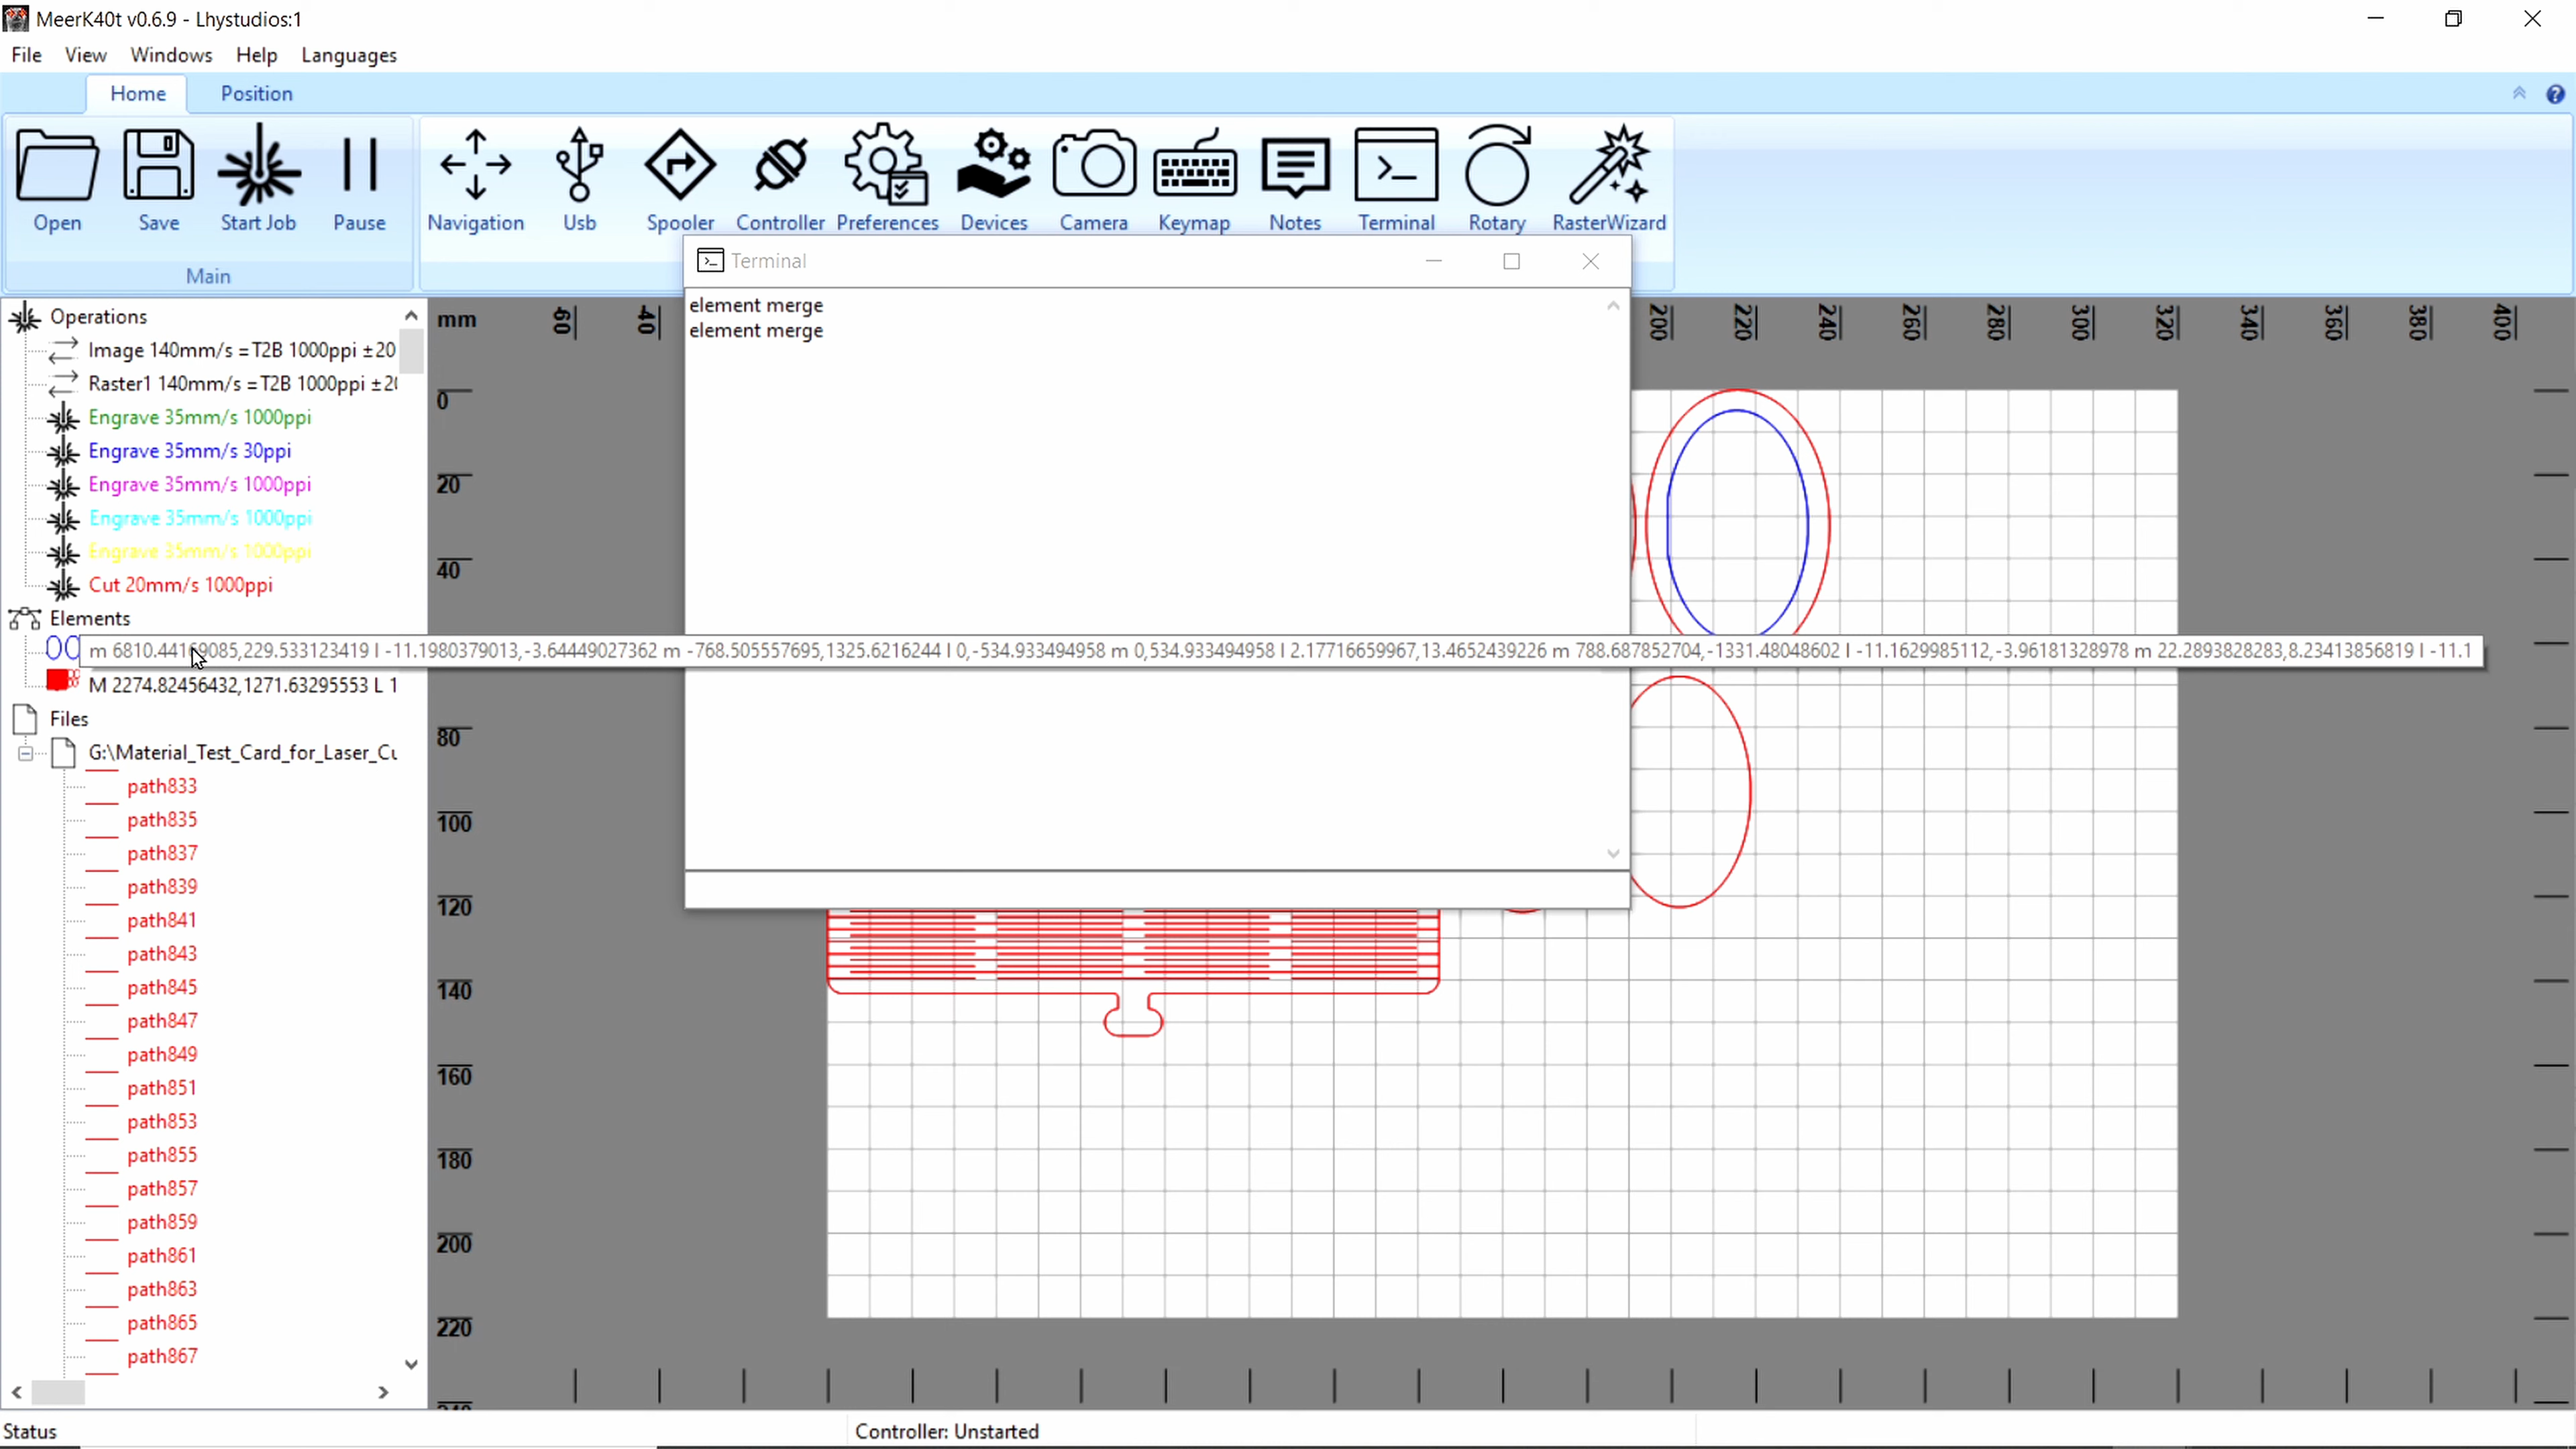 MeerK40t v0.6.9 - Lhystudios:1
File View Windows Help Languages
Home Position
Open Save Start Job Pause Navigation Usb Spooler Controller Preferences Devices Camera Keymap Notes Terminal Rotary RasterWizard
Main
Terminal
element merge
element merge
Operations
Image 140mm/s =T2B 1000ppi ±20
Raster1 140mm/s =T2B 1000ppi ±20
Engrave 35mm/s 1000ppi
Engrave 35mm/s 30ppi
Engrave 35mm/s 1000ppi
Engrave 35mm/s 1000ppi
Engrave 35mm/s 1000ppi
Cut 20mm/s 1000ppi
Elements
m 6810.44169085,229.533123419 l -11.1980379013,-3.64449027362 m -768.505557695,1325.6216244 l 0,-534.933494958 m 0,534.933494958 l 2.17716659967,13.4652439226 m 788.687852704,-1331.48048602 l -11.1629985112,-3.96181328978 m 22.2893828283,8.23413856819 l -11.1
M 2274.82456432,1271.63295553 L 1
Files
G:\Material_Test_Card_for_Laser_Cu
path833
path835
path837
path839
path841
path843
path845
path847
path849
path851
path853
path855
path857
path859
path861
path863
path865
path867
mm
60 40 200 220 240 260 280 300 320 340 360 380 400
0
20
40
80
100
120
140
160
180
200
220
240
Status
Controller: Unstarted